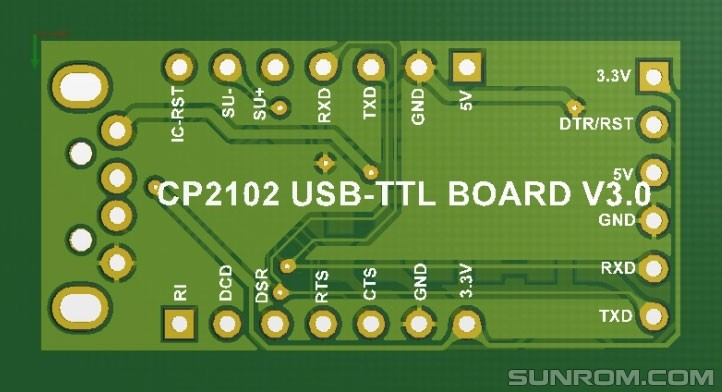 IC-RST
SU-
SU+
RXD
TXD
GND
5V
3.3V
DTR/RST
5V
GND
RXD
TXD
CP2102 USB-TTL BOARD V3.0
RI
DCD
DSR
RTS
CTS
GND
3.3V
SUNROM.COM